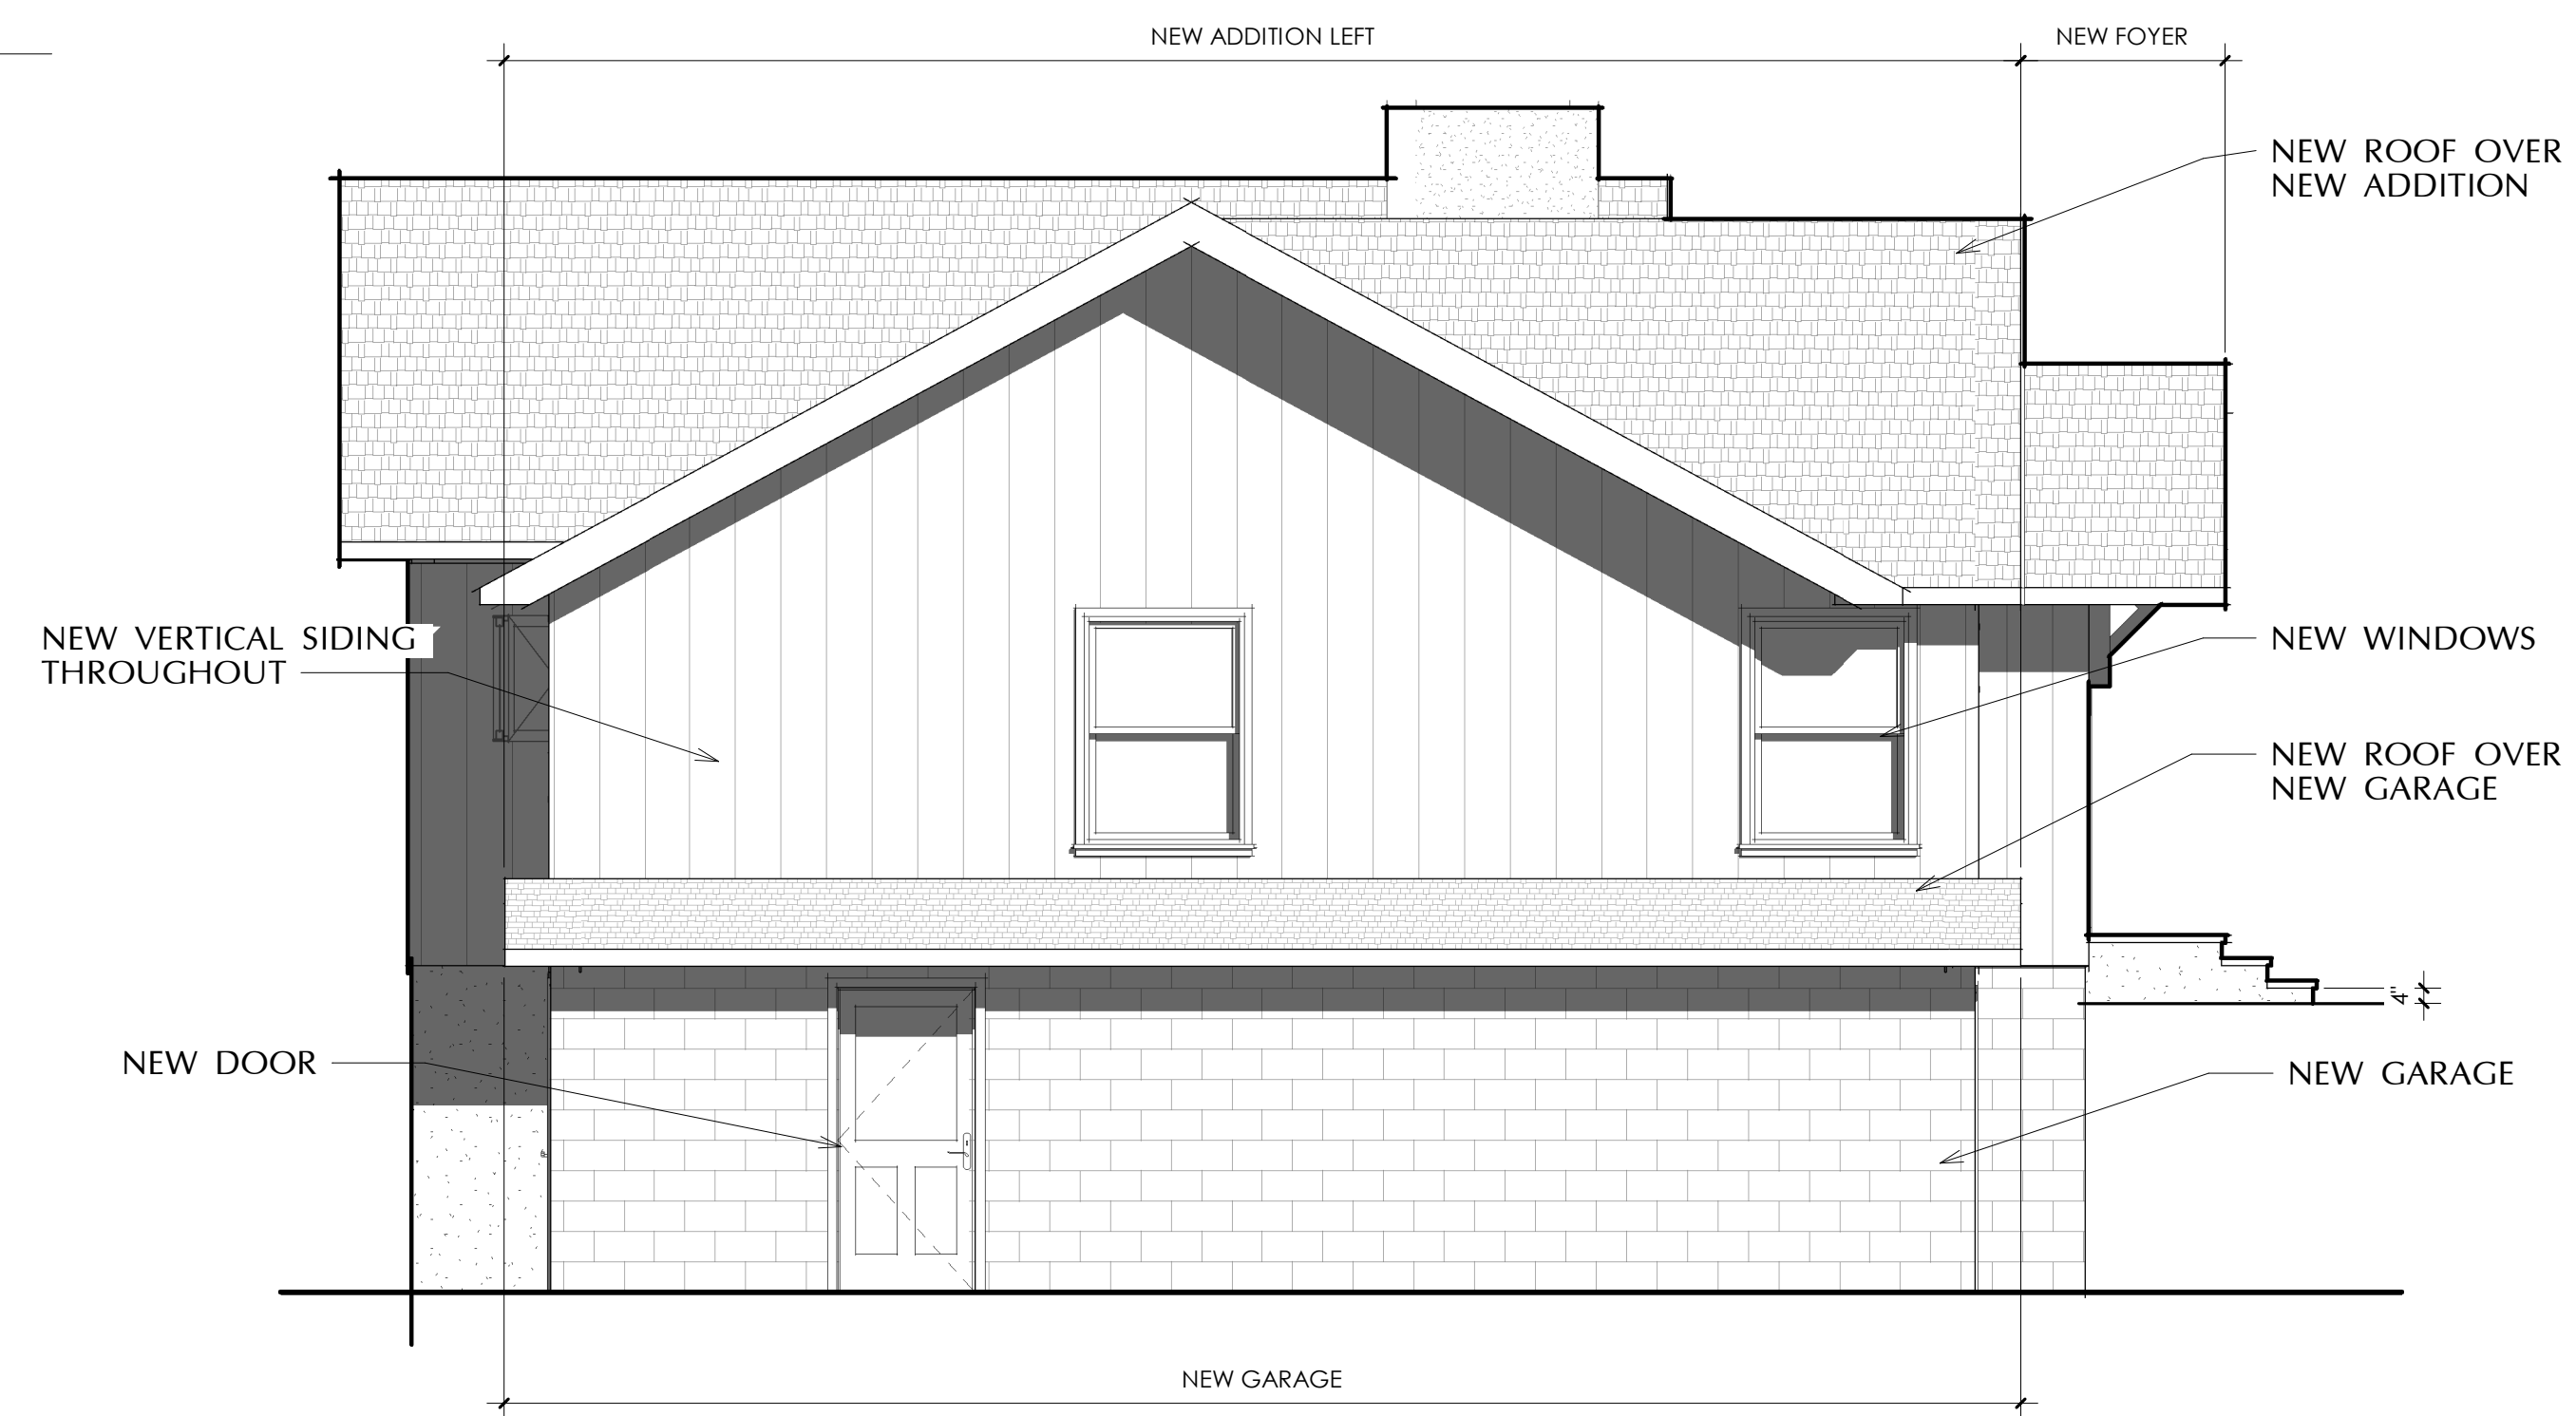 NEW ADDITION LEFT
NEW FOYER
NEW ROOF OVER
NEW ADDITION
NEW VERTICAL SIDING
THROUGHOUT
NEW WINDOWS
NEW ROOF OVER
NEW GARAGE
4"
NEW DOOR
NEW GARAGE
NEW GARAGE